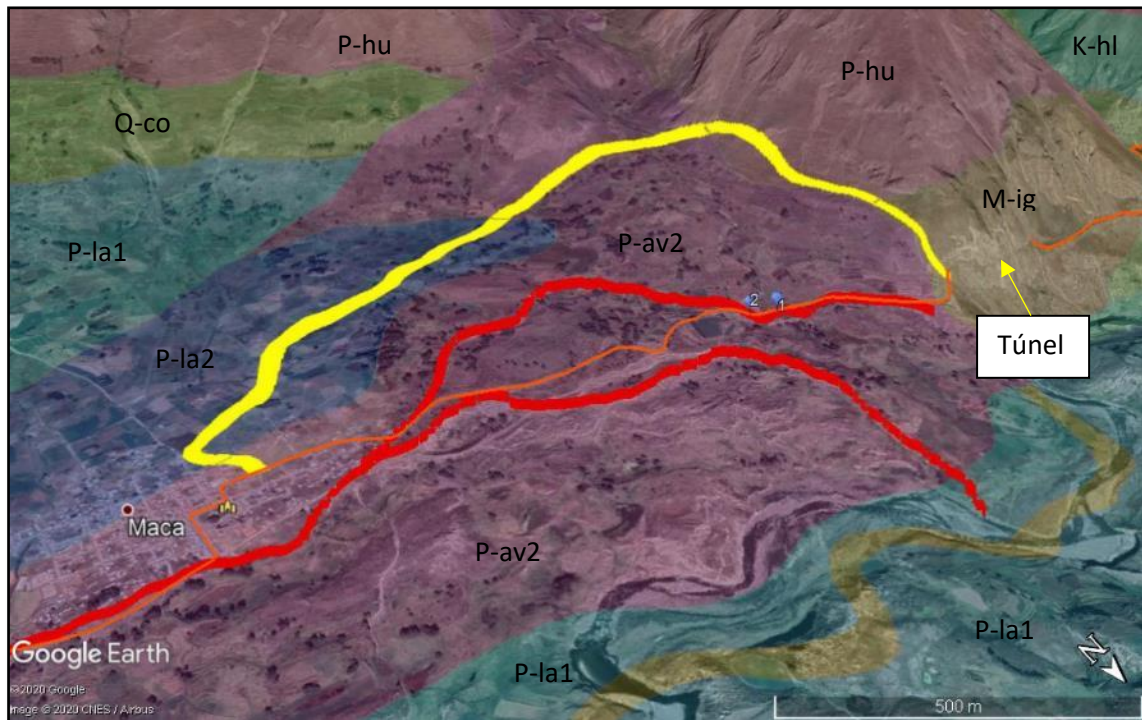 P-hu
K-hl
P-hu
Q-co
M-ig
P-la1
P-av2
2
1
Túnel
P-la2
Maca
P-av2
P-la1
P-la1
N
Google Earth
©2020 Google
Image © 2020 CNES / Airbus
500 m